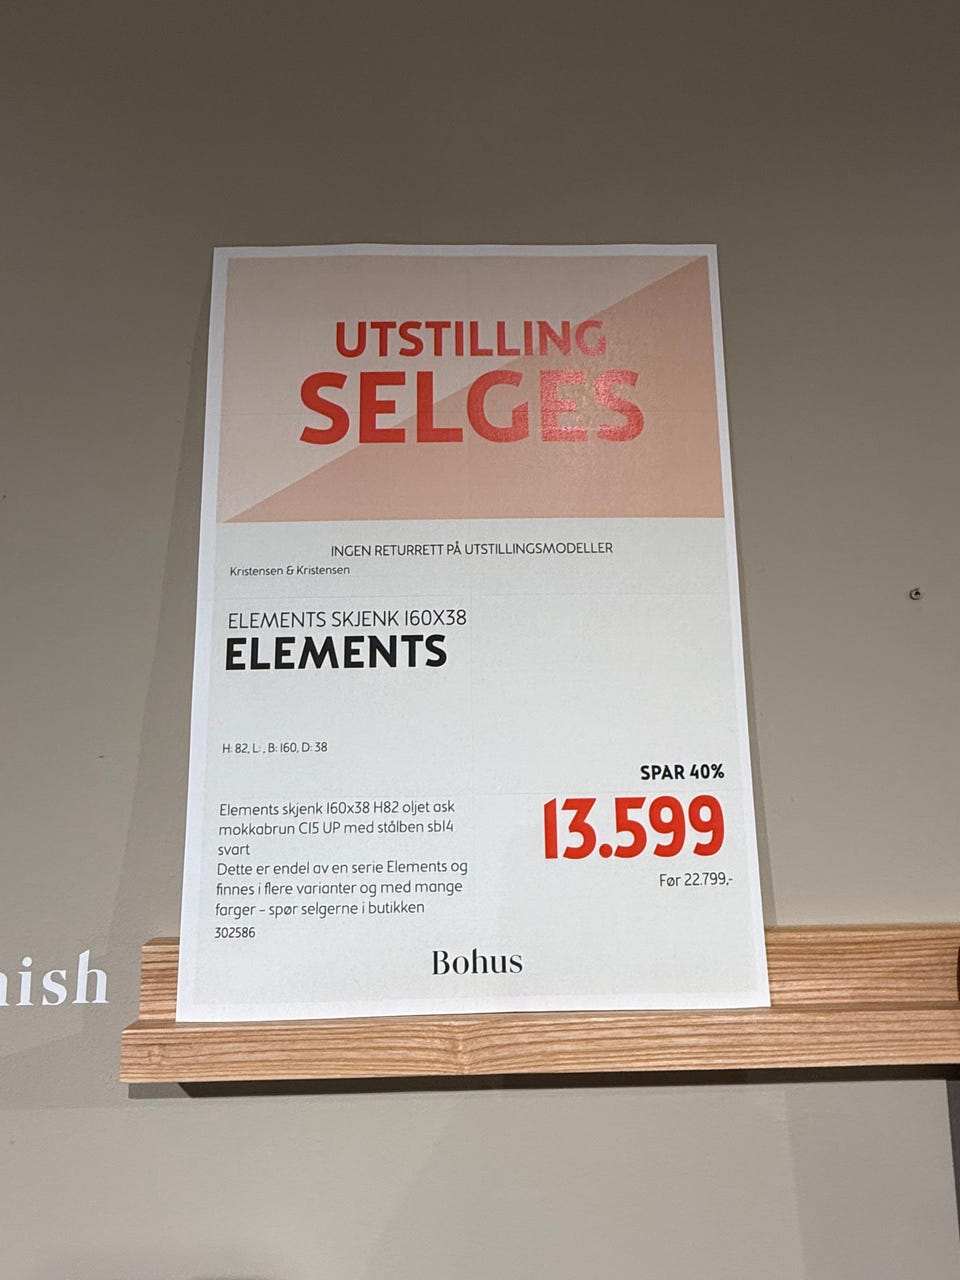 UTSTILLING
SELGES
INGEN RETURRETT PÅ UTSTILLINGSMODELLER
Kristensen & Kristensen
ELEMENTS SKJENK 160X38
ELEMENTS
H: 82, L: , B: 160, D: 38
SPAR 40%
13.599
Før 22.799,-
Elements skjenk 160x38 H82 oljet ask
mokkabrun C15 UP med stålben sb14
svart
Dette er endel av en serie Elements og
finnes i flere varianter og med mange
farger - spør selgerne i butikken
302586
Bohus